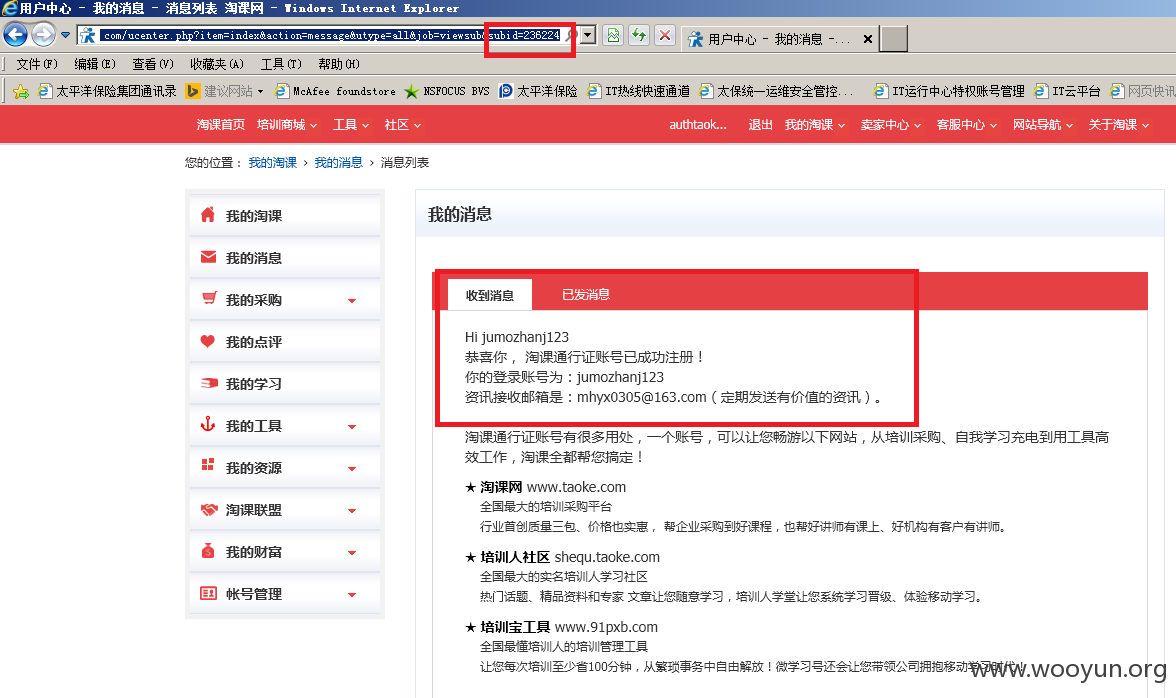 用户中心 - 我的消息 - 消息列表 淘课网 - Windows Internet Explorer
com/ucenter.php?item=index&action=message&utype=all&job=viewsub&subid=236224
用户中心 - 我的消息 -...
文件(F) 编辑(E) 查看(V) 收藏夹(A) 工具(T) 帮助(H)
太平洋保险集团通讯录 建议网站 McAfee foundstore NSFOCUS BVS 太平洋保险 IT热线快速通道 太保统一运维安全管控... IT运行中心特权账号管理 IT云平台 网页快讯
淘课首页 培训商城 工具 社区 authtaok... 退出 我的淘课 卖家中心 客服中心 网站导航 关于淘课
您的位置： 我的淘课 › 我的消息 › 消息列表
我的淘课
我的消息
我的采购
我的点评
我的学习
我的工具
我的资源
淘课联盟
我的财富
帐号管理
我的消息
收到消息 已发消息
Hi jumozhanj123
恭喜你， 淘课通行证账号已成功注册！
你的登录账号为：jumozhanj123
资讯接收邮箱是：mhyx0305@163.com（定期发送有价值的资讯）。
淘课通行证账号有很多用处，一个账号，可以让您畅游以下网站，从培训采购、自我学习充电到用工具高
效工作，淘课全都帮您搞定！
★ 淘课网 www.taoke.com
全国最大的培训采购平台
行业首创质量三包、价格也实惠， 帮企业采购到好课程，也帮好讲师有课上、好机构有客户有讲师。
★ 培训人社区 shequ.taoke.com
全国最大的实名培训人学习社区
热门话题、精品资料和专家 文章让您随意学习，培训人学堂让您系统学习晋级、体验移动学习。
★ 培训宝工具 www.91pxb.com
全国最懂培训人的培训管理工具
让您每次培训至少省100分钟，从繁琐事务中自由解放！微学习号还会让您带领公司拥抱移动学习时代！
www.wooyun.org